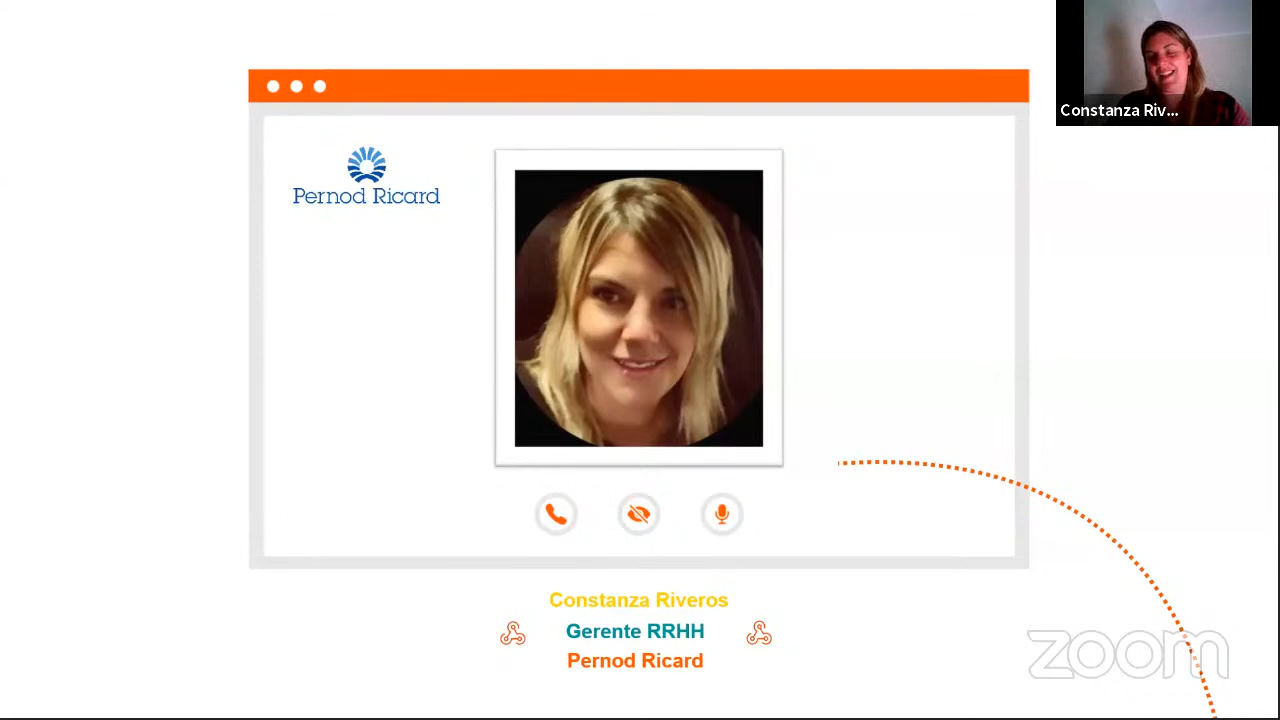 Constanza Riv...
Pernod Ricard
Constanza Riveros
Gerente RRHH
Pernod Ricard
zoom